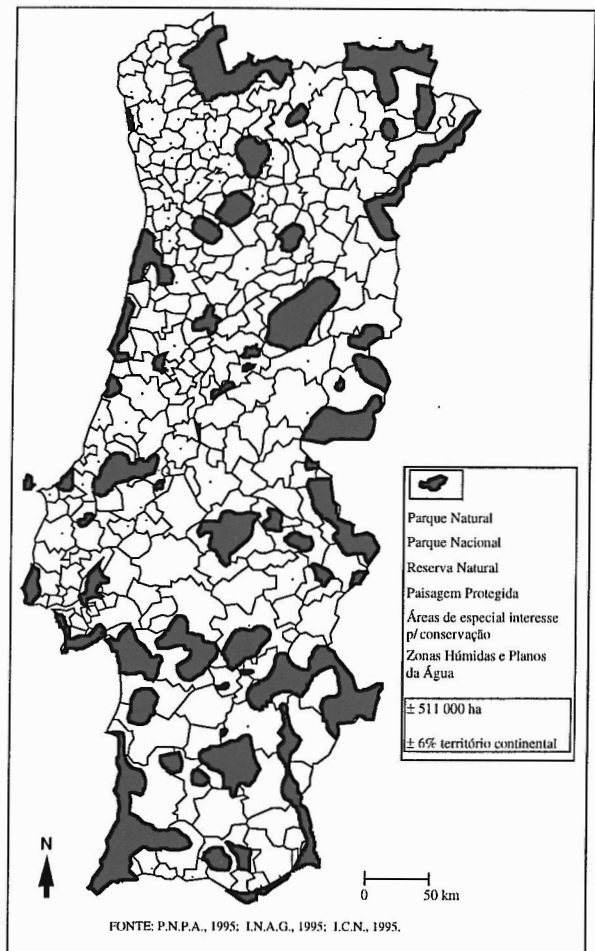 Parque Natural
Parque Nacional
Reserva Natural
Paisagem Protegida
Áreas de especial interesse
p/ conservação
Zonas Húmidas e Planos
da Água
± 511 000 ha
± 6% território continental
N
0 50 km
FONTE: P.N.P.A., 1995; I.N.A.G., 1995; I.C.N., 1995.